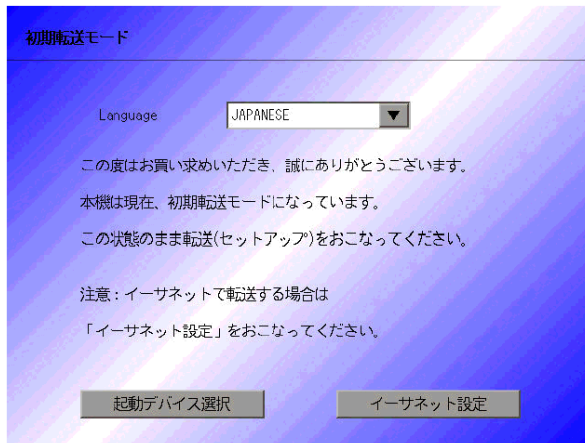 初期転送モード
Language JAPANESE
この度はお買い求めいただき、誠にありがとうございます。
本機は現在、初期転送モードになっています。
この状態のまま転送(セットアップ)をおこなってください。
注意：イーサネットで転送する場合は
「イーサネット設定」をおこなってください。
起動デバイス選択 イーサネット設定